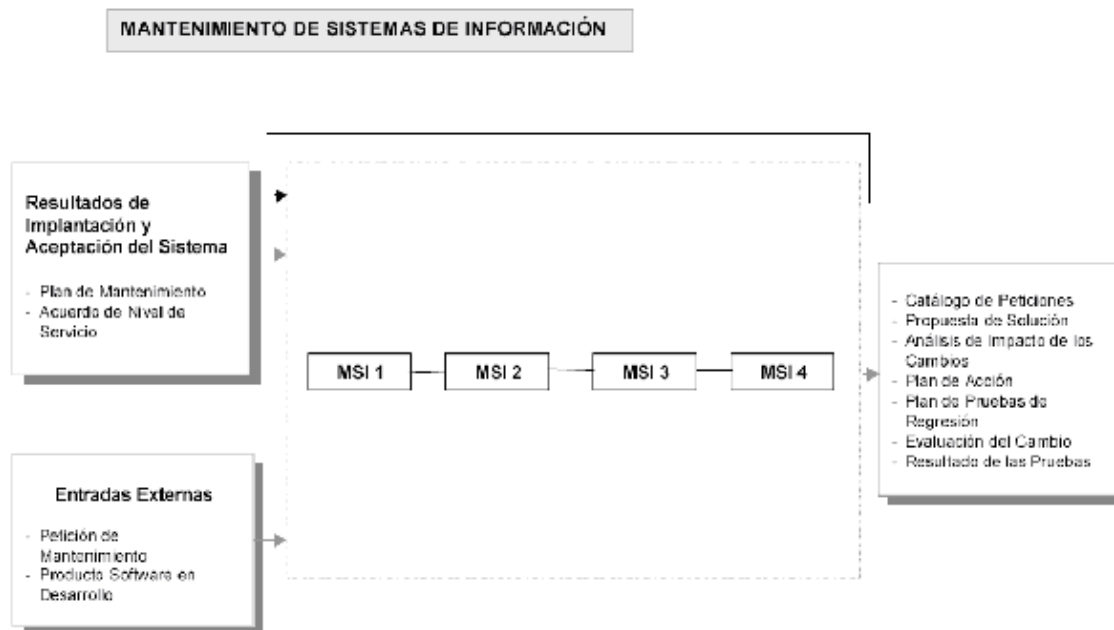 MANTENIMIENTO DE SISTEMAS DE INFORMACIÓN
Resultados de
Implantación y
Aceptación del Sistema
- Plan de Mantenimiento
- Acuerdo de Nivel de
Servicio
MSI 1
MSI 2
MSI 3
MSI 4
Entradas Externas
- Petición de
Mantenimiento
- Producto Software en
Desarrollo
- Catálogo de Peticiones
- Propuesta de Solución
- Análisis de Impacto de los
Cambios
- Plan de Acción
- Plan de Pruebas de
Regresión
- Evaluación del Cambio
- Resultado de las Pruebas